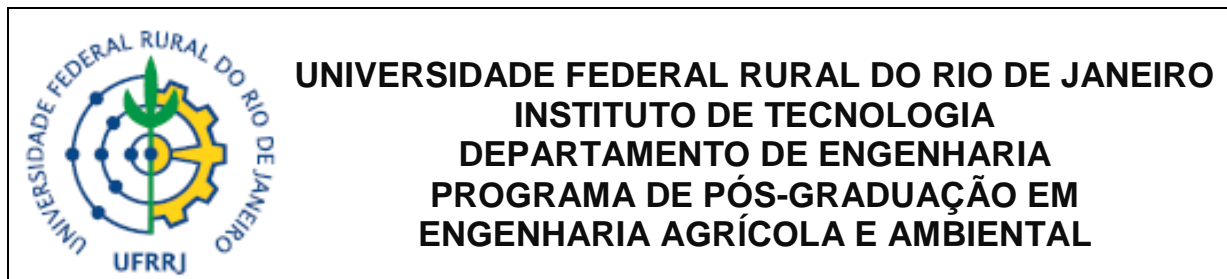 UNIVERSIDADE FEDERAL RURAL DO RIO DE JANEIRO
UFRRJ
UNIVERSIDADE FEDERAL RURAL DO RIO DE JANEIRO
INSTITUTO DE TECNOLOGIA
DEPARTAMENTO DE ENGENHARIA
PROGRAMA DE PÓS-GRADUAÇÃO EM
ENGENHARIA AGRÍCOLA E AMBIENTAL